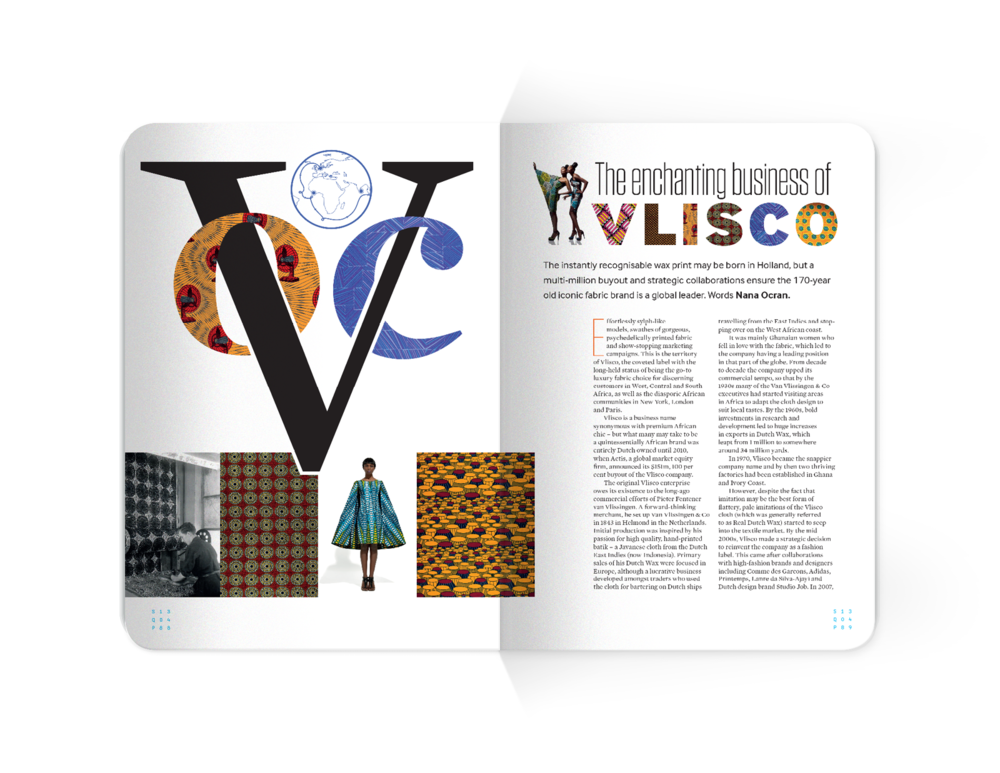 V
O
C
013
Q04
P88
The enchanting business of
VLISCO
The instantly recognisable wax print may be born in Holland, but a
multi-million buyout and strategic collaborations ensure the 170-year
old iconic fabric brand is a global leader. Words Nana Ocran.
Effortlessly sylph-like
models, swathes of gorgeous,
psychedelically printed fabric
and show-stopping marketing
campaigns. This is the territory
of Vlisco, the coveted label with the
long-held status of being the go-to
luxury fabric choice for discerning
customers in West, Central and South
Africa, as well as the diasporic African
communities in New York, London
and Paris.
Vlisco is a business name
synonymous with premium African
chic – but what many may take to be
a quintessentially African brand was
entirely Dutch owned until 2010,
when Actis, a global market equity
firm, announced its $151m, 100 per
cent buyout of the Vlisco company.
The original Vlisco enterprise
owes its existence to the long-ago
commercial efforts of Pieter Fentener
van Vlissingen. A forward-thinking
merchant, he set up Van Vlissingen & Co
in 1843 in Helmond in the Netherlands.
Initial production was inspired by his
passion for high quality, hand-printed
batik – a Javanese cloth from the Dutch
East Indies (now Indonesia). Primary
sales of his Dutch Wax were focused in
Europe, although a lucrative business
developed amongst traders who used
the cloth for bartering on Dutch ships
travelling from the East Indies and stop-
ping over on the West African coast.
It was mainly Ghanaian women who
fell in love with the fabric, which led to
the company having a leading position
in that part of the globe. From decade
to decade the company upped its
commercial tempo, so that by the
1930s many of the Van Vlissingen & Co
executives had started visiting areas
in Africa to adapt the cloth design to
suit local tastes. By the 1960s, bold
investments in research and
development led to huge increases
in exports in Dutch Wax, which
leapt from 1 million to somewhere
around 34 million yards.
In 1970, Vlisco became the snappier
company name and by then two thriving
factories had been established in Ghana
and Ivory Coast.
However, despite the fact that
imitation may be the best form of
flattery, pale imitations of the Vlisco
cloth (which was generally referred
to as Real Dutch Wax) started to seep
into the textile market. By the mid
2000s, Vlisco made a strategic decision
to reinvent the company as a fashion
label. This came after collaborations
with high-fashion brands and designers
including Comme des Garcons, Adidas,
Printemps, Lanre da Silva-Ajayi and
Dutch design brand Studio Job. In 2007,
013
Q04
P89